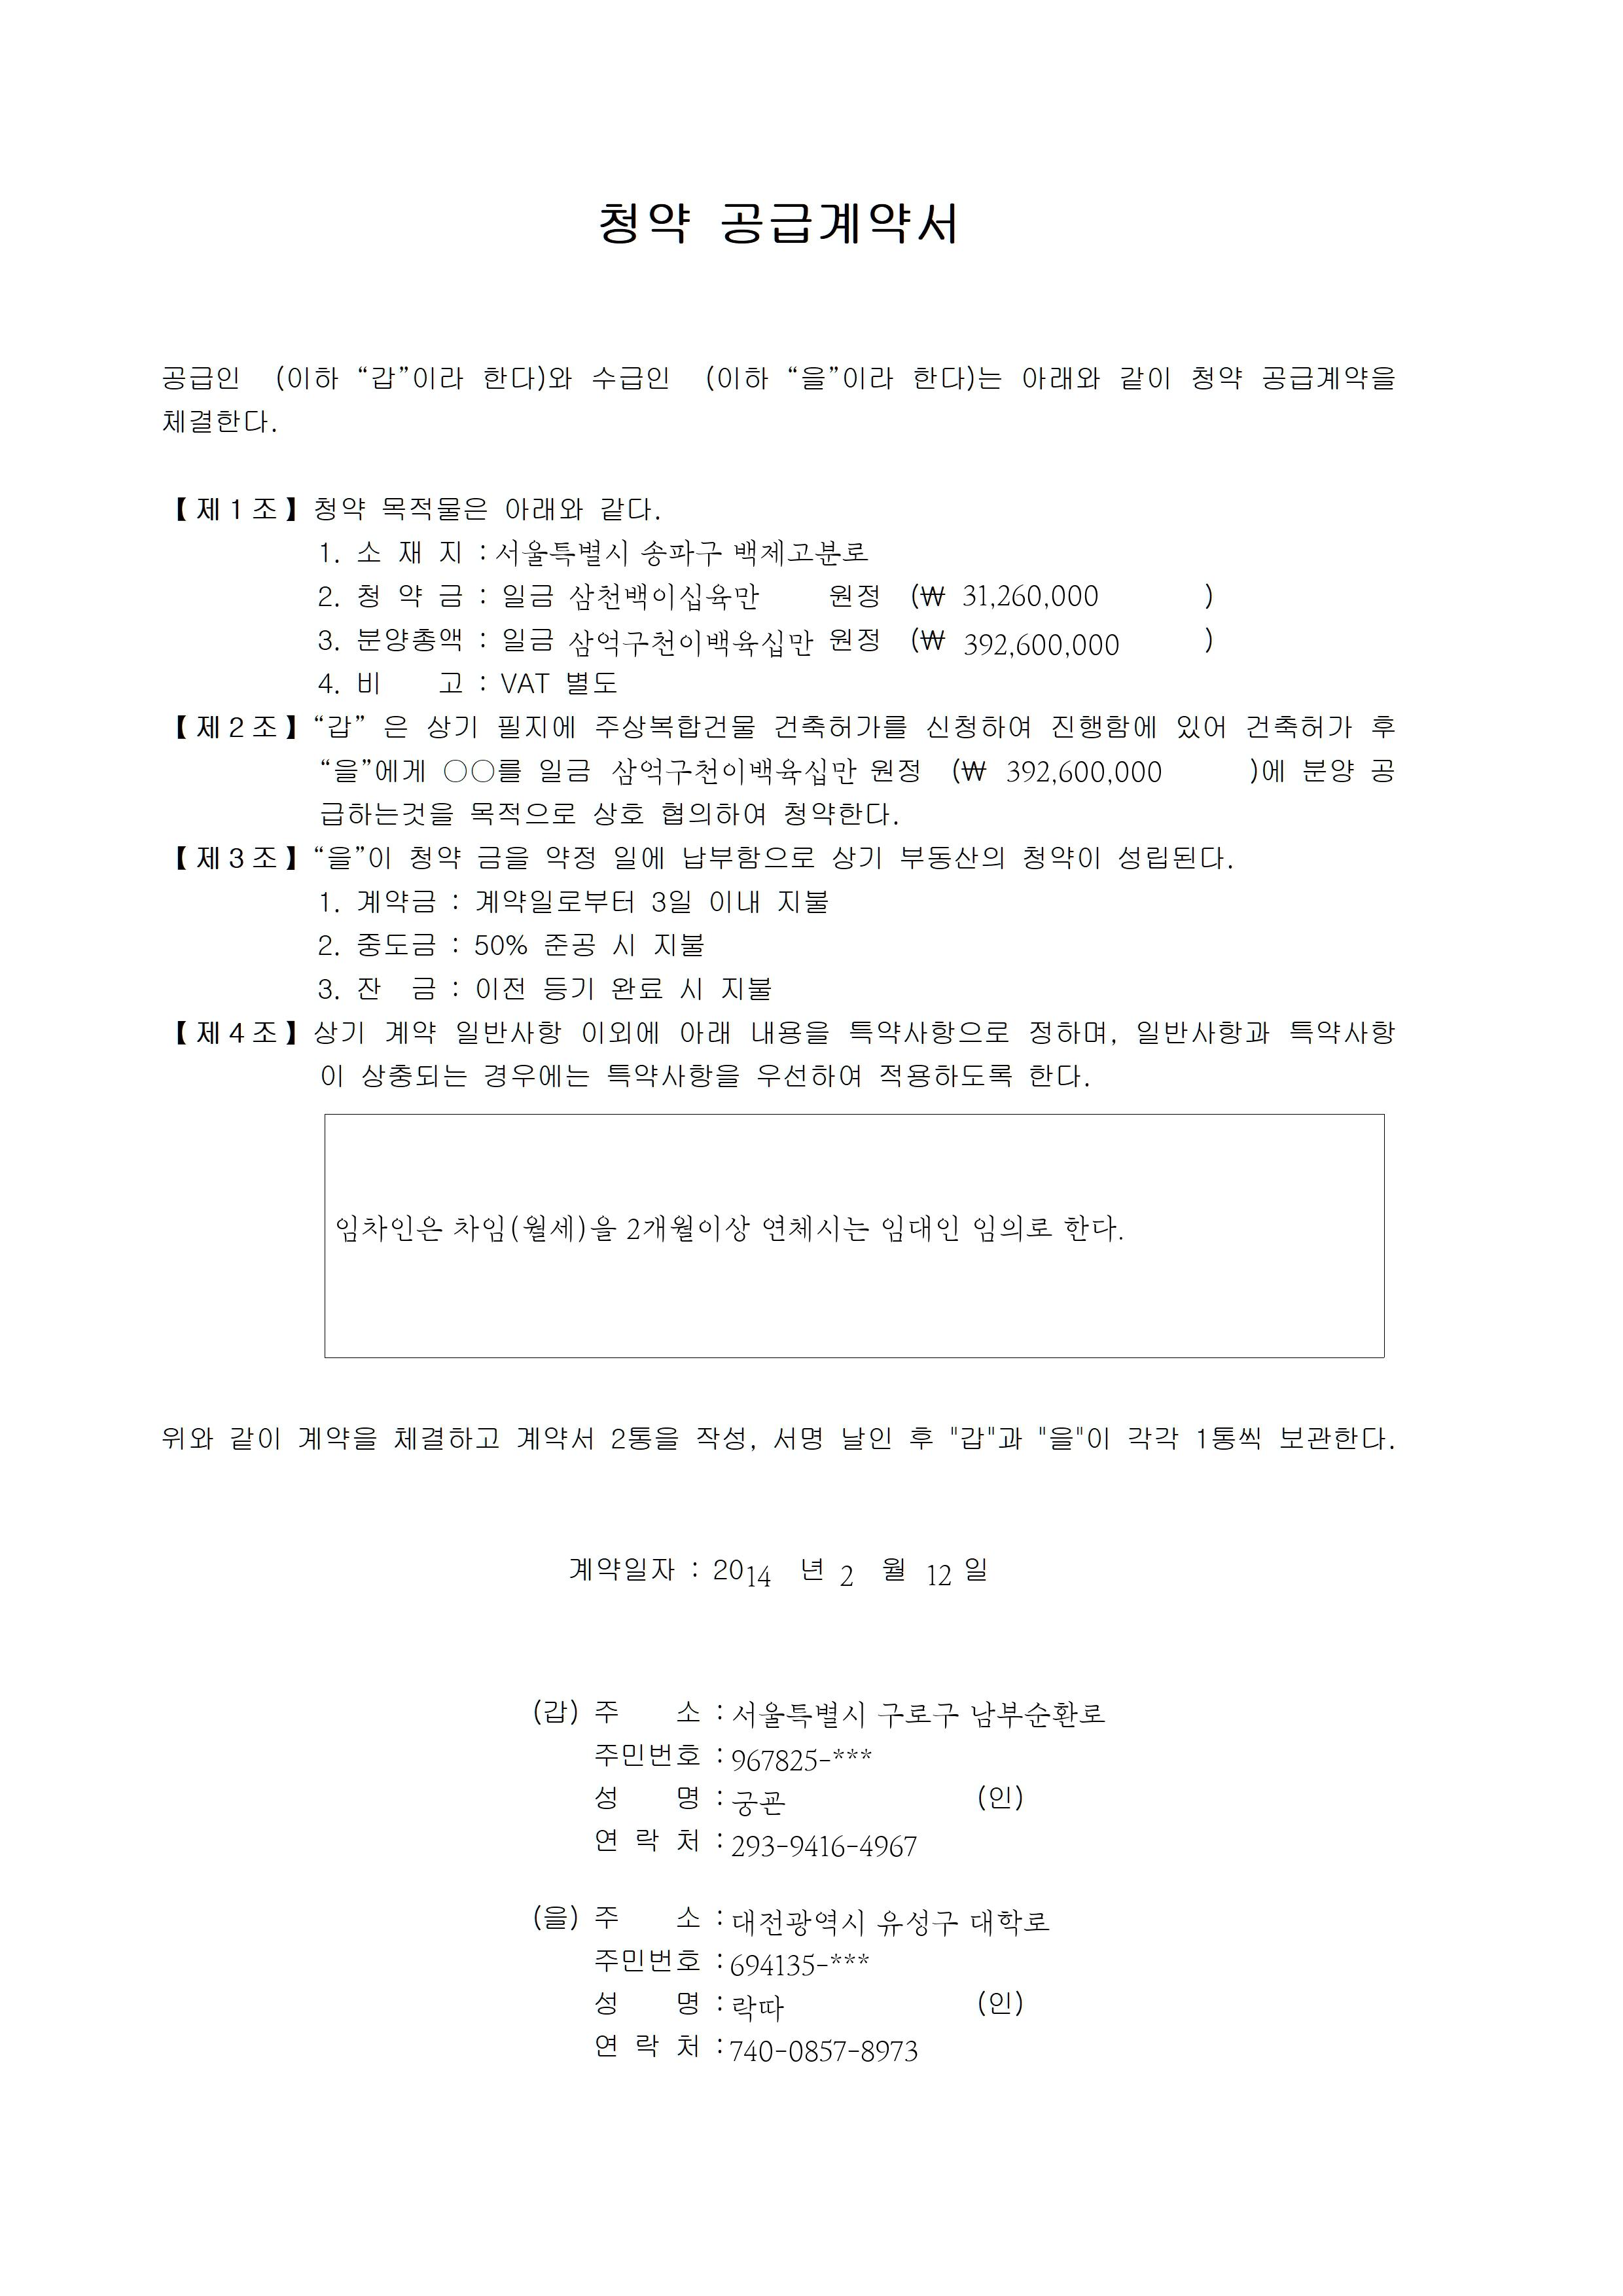 청약 공급계약서
공급인 (이하 “갑”이라 한다)와 수급인 (이하 “을”이라 한다)는 아래와 같이 청약 공급계약을
체결한다.
【제1조】청약 목적물은 아래와 같다.
1. 소 재 지 : 서울특별시 송파구 백제고분로
2. 청 약 금 : 일금 삼천백이십육만 원정 (₩ 31,260,000 )
3. 분양총액 : 일금 삼억구천이백육십만 원정 (₩ 392,600,000 )
4. 비 고 : VAT 별도
【제2조】“갑” 은 상기 필지에 주상복합건물 건축허가를 신청하여 진행함에 있어 건축허가 후
“을”에게 ○○를 일금 삼억구천이백육십만 원정 (₩ 392,600,000 )에 분양 공
급하는것을 목적으로 상호 협의하여 청약한다.
【제3조】“을”이 청약 금을 약정 일에 납부함으로 상기 부동산의 청약이 성립된다.
1. 계약금 : 계약일로부터 3일 이내 지불
2. 중도금 : 50% 준공 시 지불
3. 잔 금 : 이전 등기 완료 시 지불
【제4조】상기 계약 일반사항 이외에 아래 내용을 특약사항으로 정하며, 일반사항과 특약사항
이 상충되는 경우에는 특약사항을 우선하여 적용하도록 한다.
임차인은 차임(월세)을 2개월이상 연체시는 임대인 임의로 한다.
위와 같이 계약을 체결하고 계약서 2통을 작성, 서명 날인 후 "갑"과 "을"이 각각 1통씩 보관한다.
계약일자 : 2014 년 2 월 12 일
(갑) 주 소 : 서울특별시 구로구 남부순환로
주민번호 : 967825-***
성 명 : 궁폰 (인)
연 락 처 : 293-9416-4967
(을) 주 소 : 대전광역시 유성구 대학로
주민번호 : 694135-***
성 명 : 락따 (인)
연 락 처 : 740-0857-8973